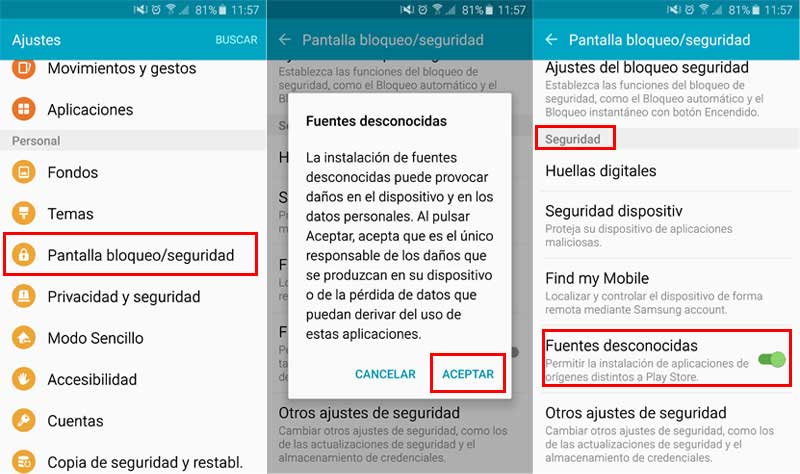 81% 11:57
Ajustes BUSCAR
Movimientos y gestos
Aplicaciones
Personal
Fondos
Temas
Pantalla bloqueo/seguridad
Privacidad y seguridad
Modo Sencillo
Accesibilidad
Cuentas
Copia de seguridad y restabl.
81% 11:57
Pantalla bloqueo/seguridad
Establezca las funciones del bloqueo de
seguridad, como el Bloqueo automático y el
Fuentes desconocidas
La instalación de fuentes
desconocidas puede provocar
daños en el dispositivo y en los
datos personales. Al pulsar
Aceptar, acepta que es el único
responsable de los daños que
se produzcan en su dispositivo
o de la pérdida de datos que
puedan derivar del uso de
estas aplicaciones.
CANCELAR ACEPTAR
Otros ajustes de seguridad
Cambiar otros ajustes de seguridad, como los
de las actualizaciones de seguridad y el
almacenamiento de credenciales.
81% 11:57
Pantalla bloqueo/seguridad
Ajustes del bloqueo seguridad
Establezca las funciones del bloqueo de
seguridad, como el Bloqueo automático y el
Bloqueo instantáneo con botón Encendido.
Seguridad
Huellas digitales
Seguridad dispositiv
Proteja su dispositivo de aplicaciones
maliciosas.
Find my Mobile
Localizar y controlar el dispositivo de forma
remota mediante Samsung account.
Fuentes desconocidas
Permitir la instalación de aplicaciones de
orígenes distintos a Play Store.
Otros ajustes de seguridad
Cambiar otros ajustes de seguridad, como los
de las actualizaciones de seguridad y el
almacenamiento de credenciales.